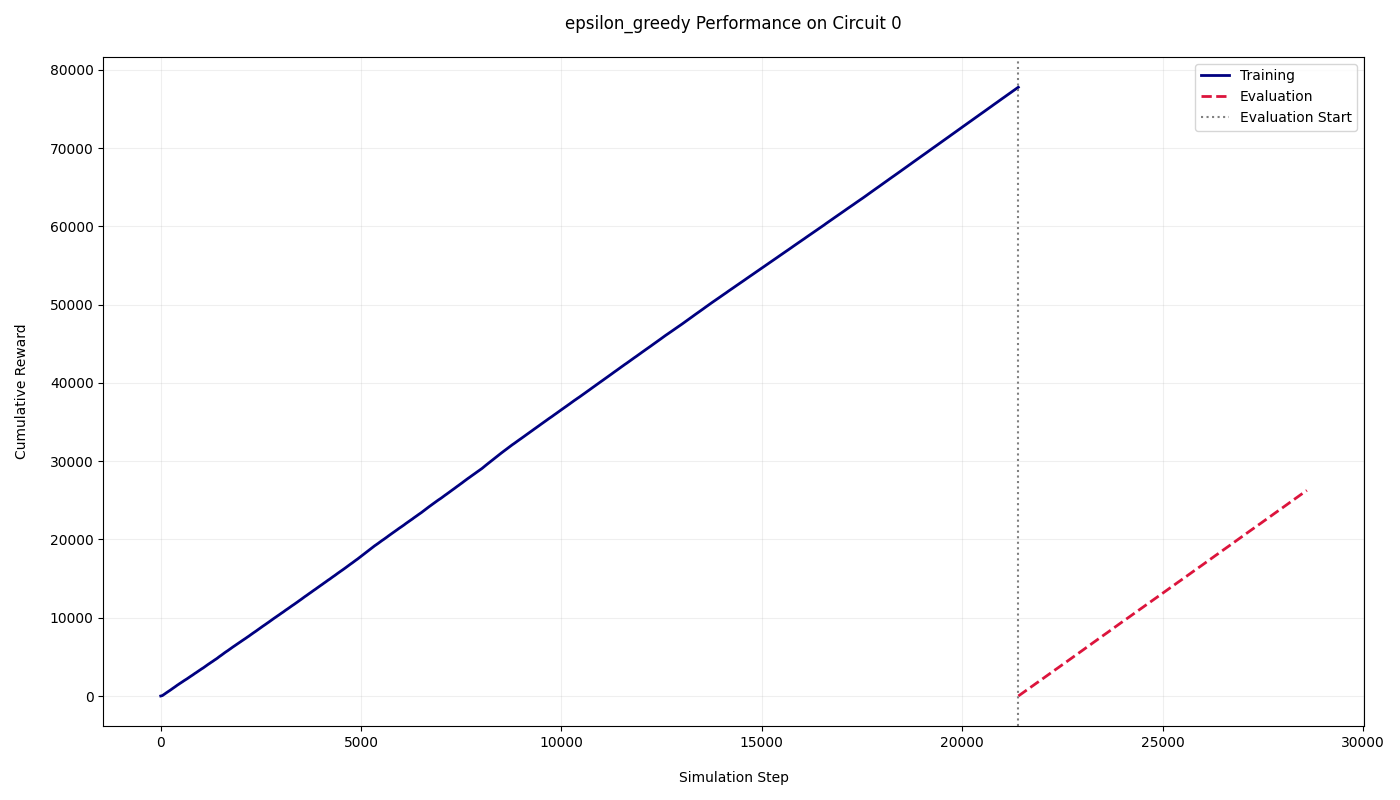 epsilon_greedy Performance on Circuit 0
80000
70000
60000
50000
40000
30000
20000
10000
0
Cumulative Reward
Training
Evaluation
Evaluation Start
0 5000 10000 15000 20000 25000 30000
Simulation Step